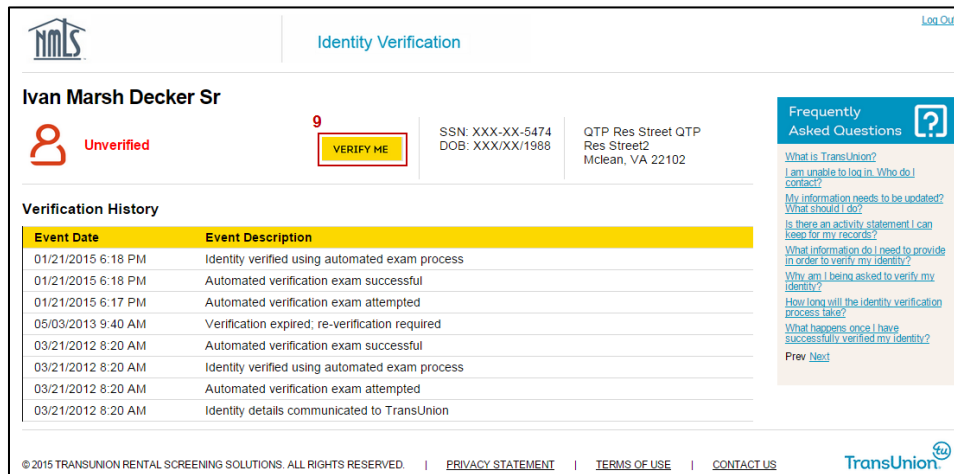 NMLS
Identity Verification
Log Out
Ivan Marsh Decker Sr
Unverified
9
VERIFY ME
SSN: XXX-XX-5474
DOB: XXX/XX/1988
QTP Res Street QTP
Res Street2
Mclean, VA 22102
Verification History
Event Date Event Description
01/21/2015 6:18 PM Identity verified using automated exam process
01/21/2015 6:18 PM Automated verification exam successful
01/21/2015 6:17 PM Automated verification exam attempted
05/03/2013 9:40 AM Verification expired; re-verification required
03/21/2012 8:20 AM Automated verification exam successful
03/21/2012 8:20 AM Identity verified using automated exam process
03/21/2012 8:20 AM Automated verification exam attempted
03/21/2012 8:20 AM Identity details communicated to TransUnion
Frequently
Asked Questions ?
What is TransUnion?
I am unable to log in. Who do I
contact?
My information needs to be updated?
What should I do?
Is there an activity statement I can
keep for my records?
What information do I need to provide
in order to verify my identity?
Why am I being asked to verify my
identity?
How long will the identity verification
process take?
What happens once I have
successfully verified my identity?
Prev Next
© 2015 TRANSUNION RENTAL SCREENING SOLUTIONS. ALL RIGHTS RESERVED. | PRIVACY STATEMENT | TERMS OF USE | CONTACT US
TransUnion. tu